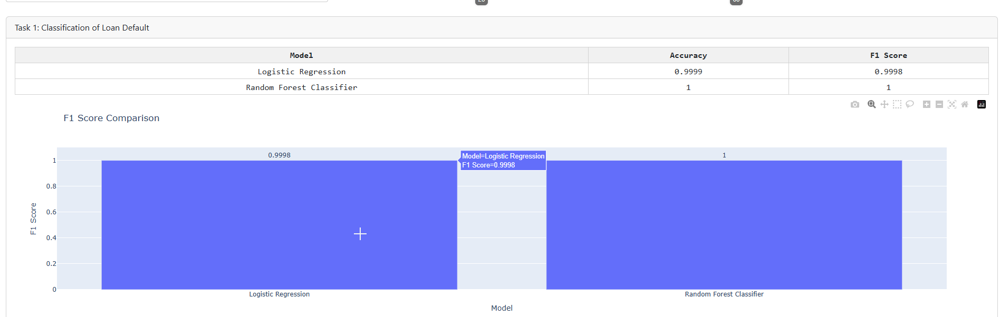 Task 1: Classification of Loan Default
Model Accuracy F1 Score
Logistic Regression 0.9999 0.9998
Random Forest Classifier 1 1
F1 Score Comparison
0.9998
1
Model=Logistic Regression
F1 Score=0.9998
1
0.8
0.6
0.4
0.2
0
F1 Score
Logistic Regression
Random Forest Classifier
Model